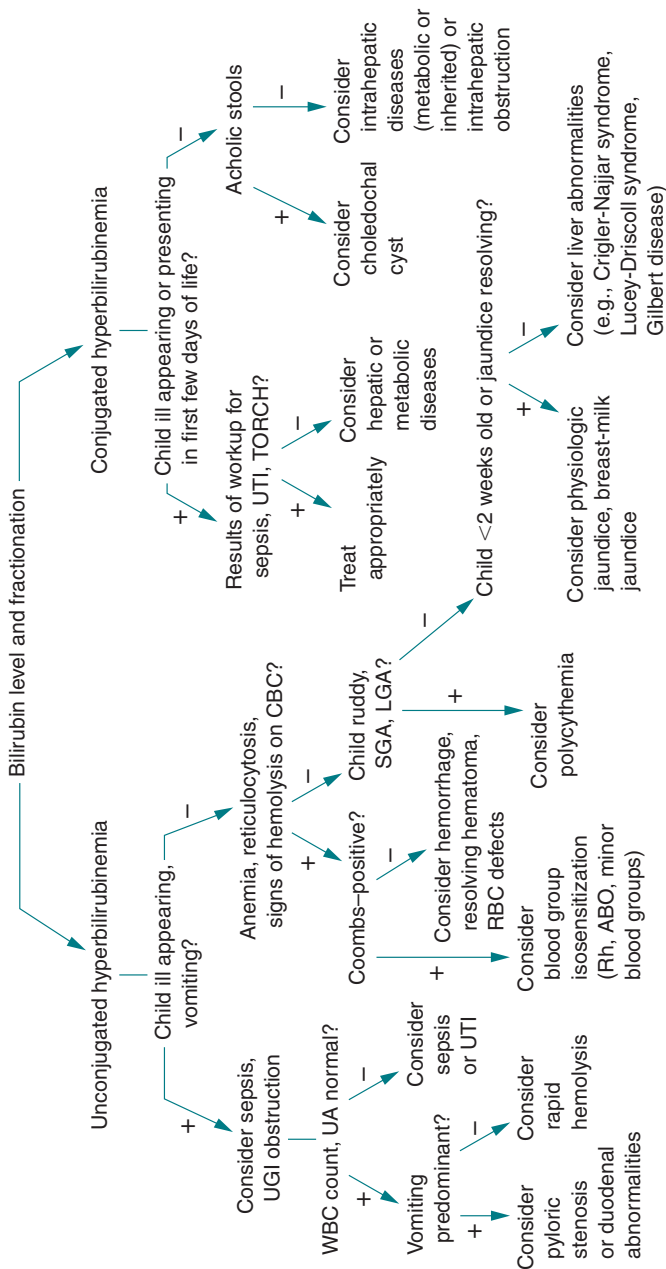 Bilirubin level and fractionation
Unconjugated hyperbilirubinemia
Conjugated hyperbilirubinemia
Child ill appearing,
vomiting?
+
−
Child ill appearing or presenting
in first few days of life?
+
−
Consider sepsis,
UGI obstruction
WBC count, UA normal?
+
−
Vomiting
predominant?
+
−
Consider
pyloric
stenosis
or duodenal
abnormalities
Consider
rapid
hemolysis
Consider
sepsis
or UTI
Anemia, reticulocytosis,
signs of hemolysis on CBC?
+
−
Coombs–positive?
+
−
Consider
blood group
isosensitization
(Rh, ABO, minor
blood groups)
Consider hemorrhage,
resolving hematoma,
RBC defects
Child ruddy,
SGA, LGA?
+
−
Consider
polycythemia
Child <2 weeks old or jaundice resolving?
+
−
Consider physiologic
jaundice, breast-milk
jaundice
Consider liver abnormalities
(e.g., Crigler-Najjar syndrome,
Lucey-Driscoll syndrome,
Gilbert disease)
Results of workup for
sepsis, UTI, TORCH?
+
−
Treat
appropriately
Consider
hepatic or
metabolic
diseases
Acholic stools
+
−
Consider
choledochal
cyst
Consider
intrahepatic
diseases
(metabolic or
inherited) or
intrahepatic
obstruction